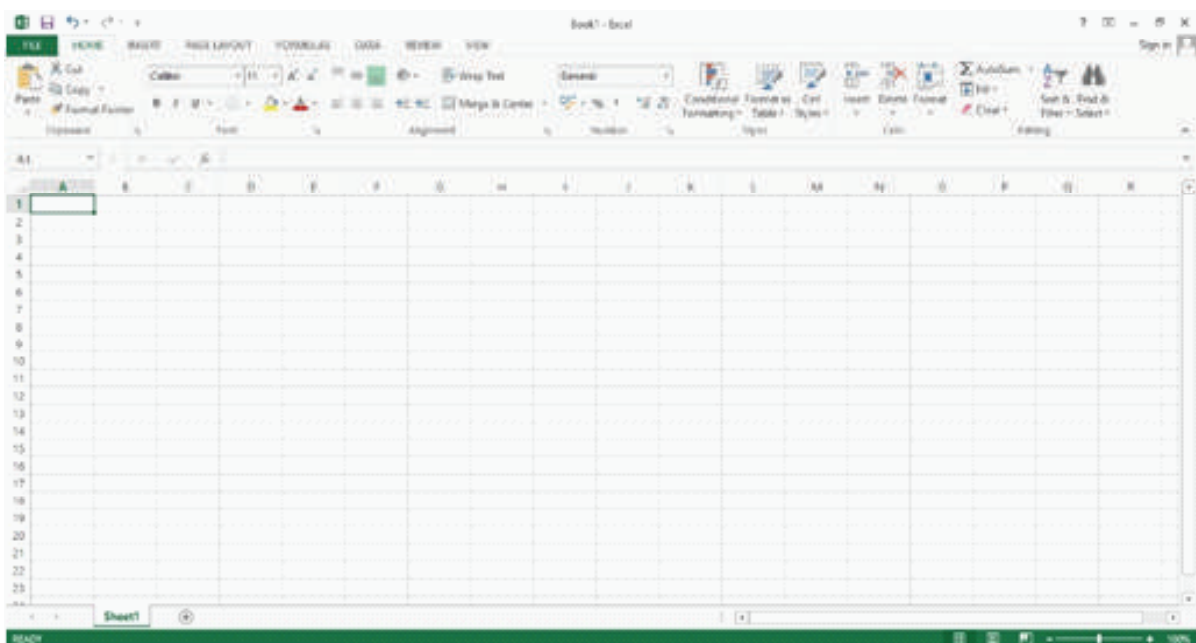 Book1 - Excel
FILE HOME INSERT PAGE LAYOUT FORMULAS DATA REVIEW VIEW
Sign in
Cut
Copy
Format Painter
Paste
Calibri 11
Wrap Text
Merge & Center
General
Conditional Formatting
Format as Table
Cell Styles
Insert Delete Format
AutoSum
Fill
Clear
Sort & Filter
Find & Select
Clipboard Font Alignment Number Styles Cells Editing
A1
A B C D E F G H I J K L M N O P Q R
1
2
3
4
5
6
7
8
9
10
11
12
13
14
15
16
17
18
19
20
21
22
23
Sheet1
READY
100%